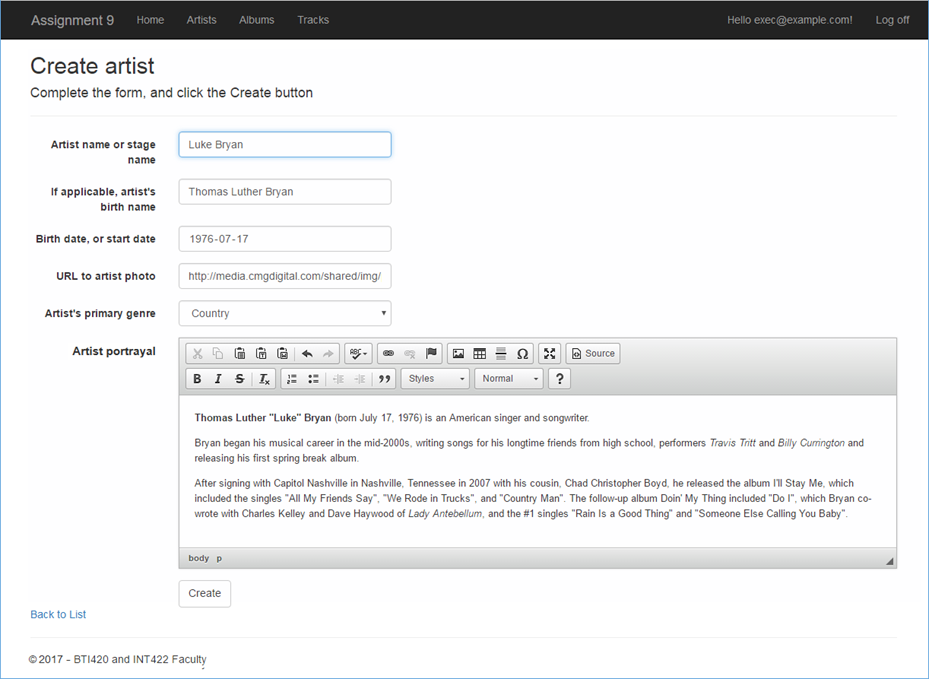 Assignment 9 Home Artists Albums Tracks Hello exec@example.com! Log off
Create artist
Complete the form, and click the Create button
Artist name or stage
name
Luke Bryan
If applicable, artist's
birth name
Thomas Luther Bryan
Birth date, or start date
1976-07-17
URL to artist photo
http://media.cmgdigital.com/shared/img/
Artist's primary genre
Country
Artist portrayal
ABC Ω Source
B I S Ix Styles Normal ?
Thomas Luther "Luke" Bryan (born July 17, 1976) is an American singer and songwriter.
Bryan began his musical career in the mid-2000s, writing songs for his longtime friends from high school, performers Travis Tritt and Billy Currington and
releasing his first spring break album.
After signing with Capitol Nashville in Nashville, Tennessee in 2007 with his cousin, Chad Christopher Boyd, he released the album I'll Stay Me, which
included the singles "All My Friends Say", "We Rode in Trucks", and "Country Man". The follow-up album Doin' My Thing included "Do I", which Bryan co-
wrote with Charles Kelley and Dave Haywood of Lady Antebellum, and the #1 singles "Rain Is a Good Thing" and "Someone Else Calling You Baby".
body p
Create
Back to List
© 2017 - BTI420 and INT422 Faculty